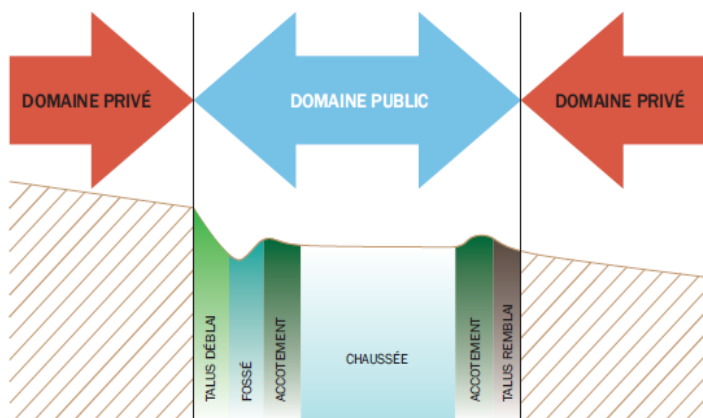 DOMAINE PRIVÉ
DOMAINE PUBLIC
DOMAINE PRIVÉ
TALUS DÉBLAI
FOSSÉ
ACCOTEMENT
CHAUSSÉE
ACCOTEMENT
TALUS REMBLAI